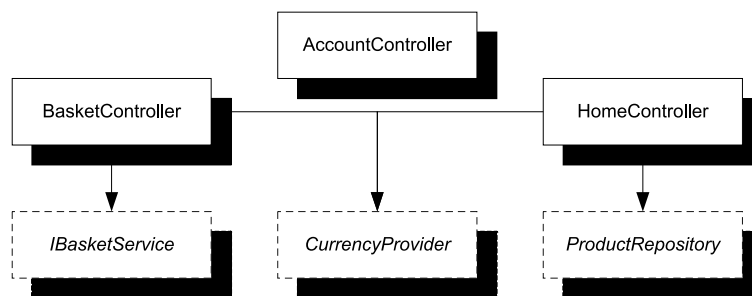 AccountController
BasketController
HomeController
IBasketService
CurrencyProvider
ProductRepository